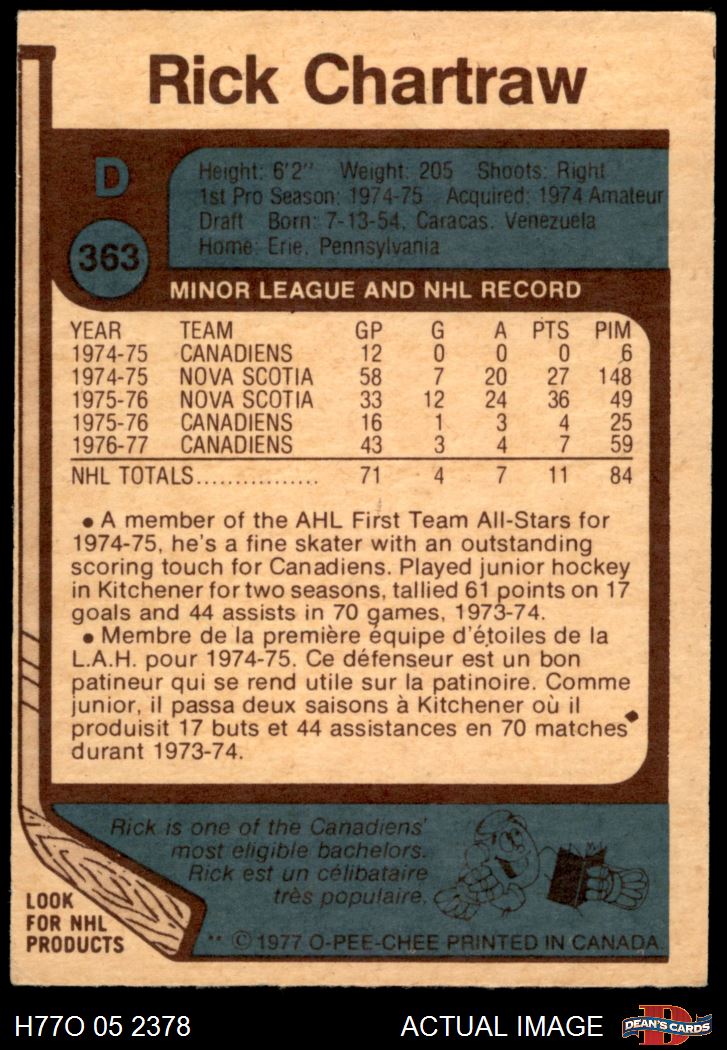 Rick Chartraw
D
363
Height: 6'2" Weight: 205 Shoots: Right
1st Pro Season: 1974-75 Acquired: 1974 Amateur
Draft Born: 7-13-54, Caracas, Venezuela
Home: Erie, Pennsylvania
MINOR LEAGUE AND NHL RECORD
YEAR TEAM GP G A PTS PIM
1974-75 CANADIENS 12 0 0 0 6
1974-75 NOVA SCOTIA 58 7 20 27 148
1975-76 NOVA SCOTIA 33 12 24 36 49
1975-76 CANADIENS 16 1 3 4 25
1976-77 CANADIENS 43 3 4 7 59
NHL TOTALS................ 71 4 7 11 84
• A member of the AHL First Team All-Stars for
1974-75, he's a fine skater with an outstanding
scoring touch for Canadiens. Played junior hockey
in Kitchener for two seasons, tallied 61 points on 17
goals and 44 assists in 70 games, 1973-74.
• Membre de la première équipe d'étoiles de la
L.A.H. pour 1974-75. Ce défenseur est un bon
patineur qui se rend utile sur la patinoire. Comme
junior, il passa deux saisons à Kitchener où il
produisit 17 buts et 44 assistances en 70 matches
durant 1973-74.
Rick is one of the Canadiens'
most eligible bachelors.
Rick est un célibataire
très populaire.
LOOK
FOR NHL
PRODUCTS
** © 1977 O-PEE-CHEE PRINTED IN CANADA
H77O 05 2378 ACTUAL IMAGE
D
DEAN'S CARDS